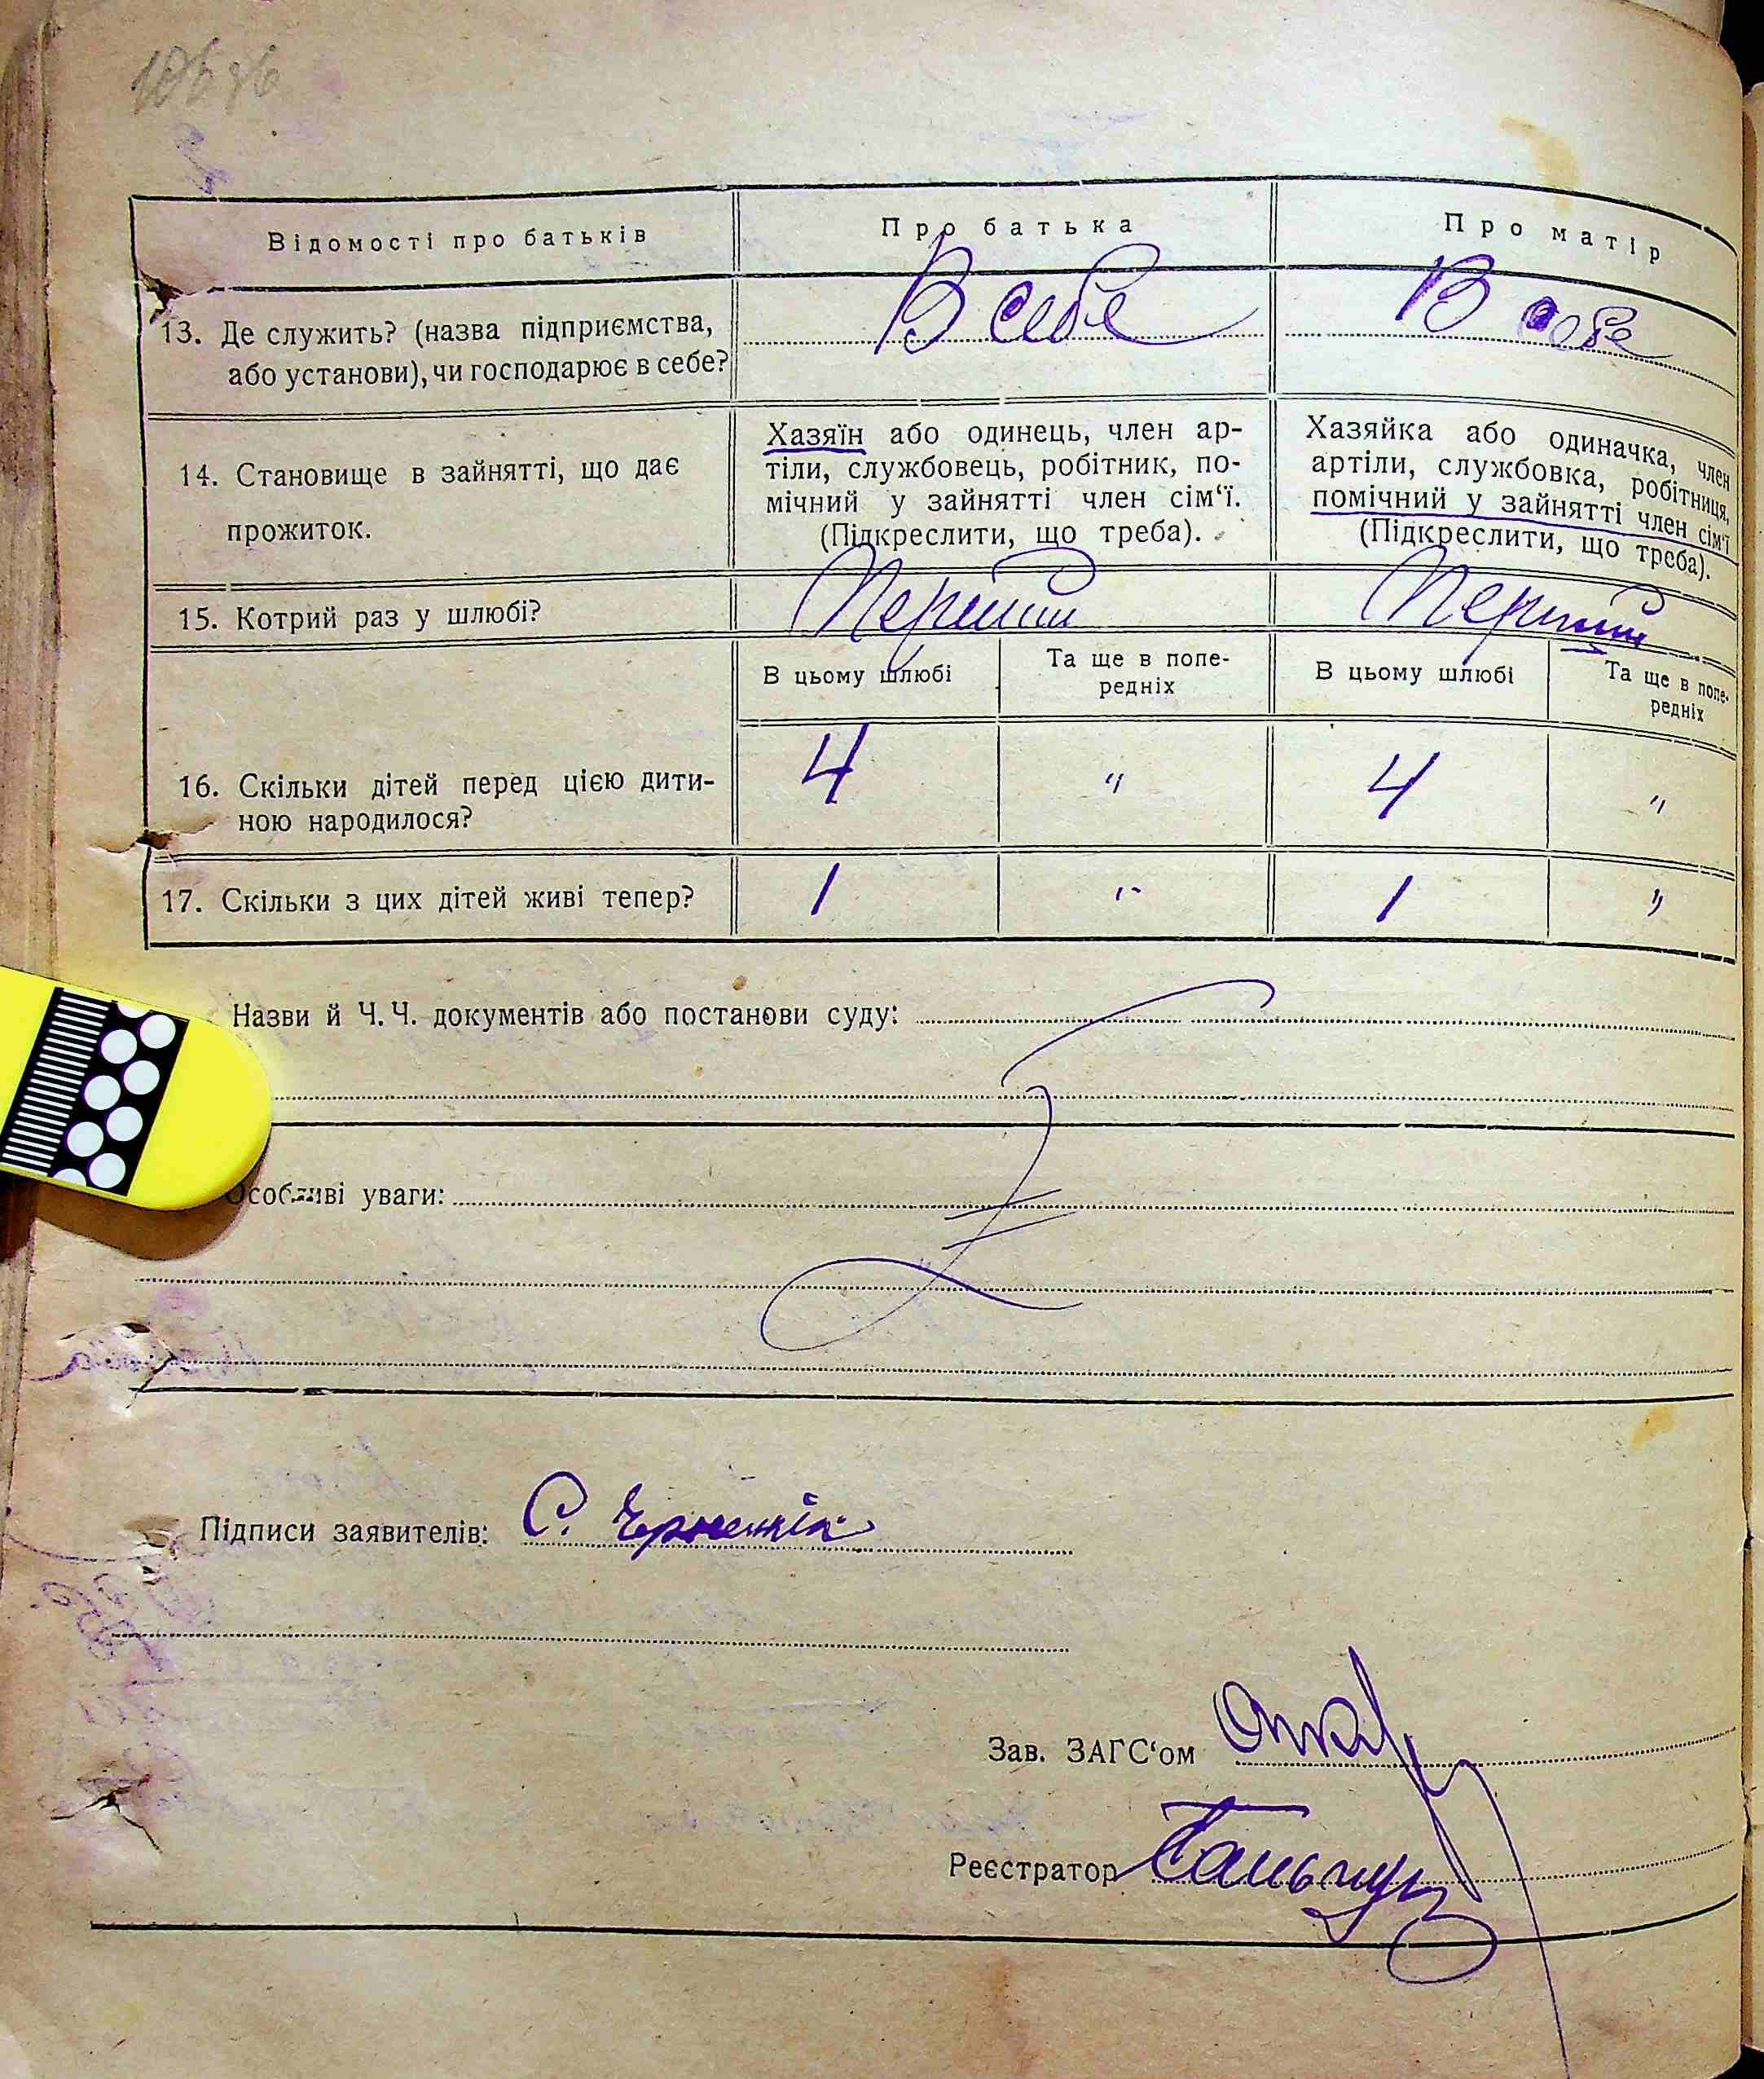 Відомості про батьків
Про батька
Про матір
13. Де служить? (назва підприємства,
або установи), чи господарює в себе?
В себе
В себе
14. Становище в зайнятті, що дає
прожиток.
Хазяїн або одинець, член ар-
тіли, службовець, робітник, по-
мічний у зайнятті член сім‘ї.
(Підкреслити, що треба).
Хазяйка або одиначка, член
артіли, службовка, робітниця,
помічний у зайнятті член сім‘ї
(Підкреслити, що треба).
15. Котрий раз у шлюбі?
Перший
Перший
В цьому шлюбі
Та ще в попе-
редніх
В цьому шлюбі
Та ще в попе-
редніх
16. Скільки дітей перед цією дити-
ною народилося?
4
"
4
"
17. Скільки з цих дітей живі тепер?
1
"
1
"
Назви й Ч. Ч. документів або постанови суду:
Особливі уваги:
Підписи заявителів: С.
Зав. ЗАГС‘ом
Реєстратор